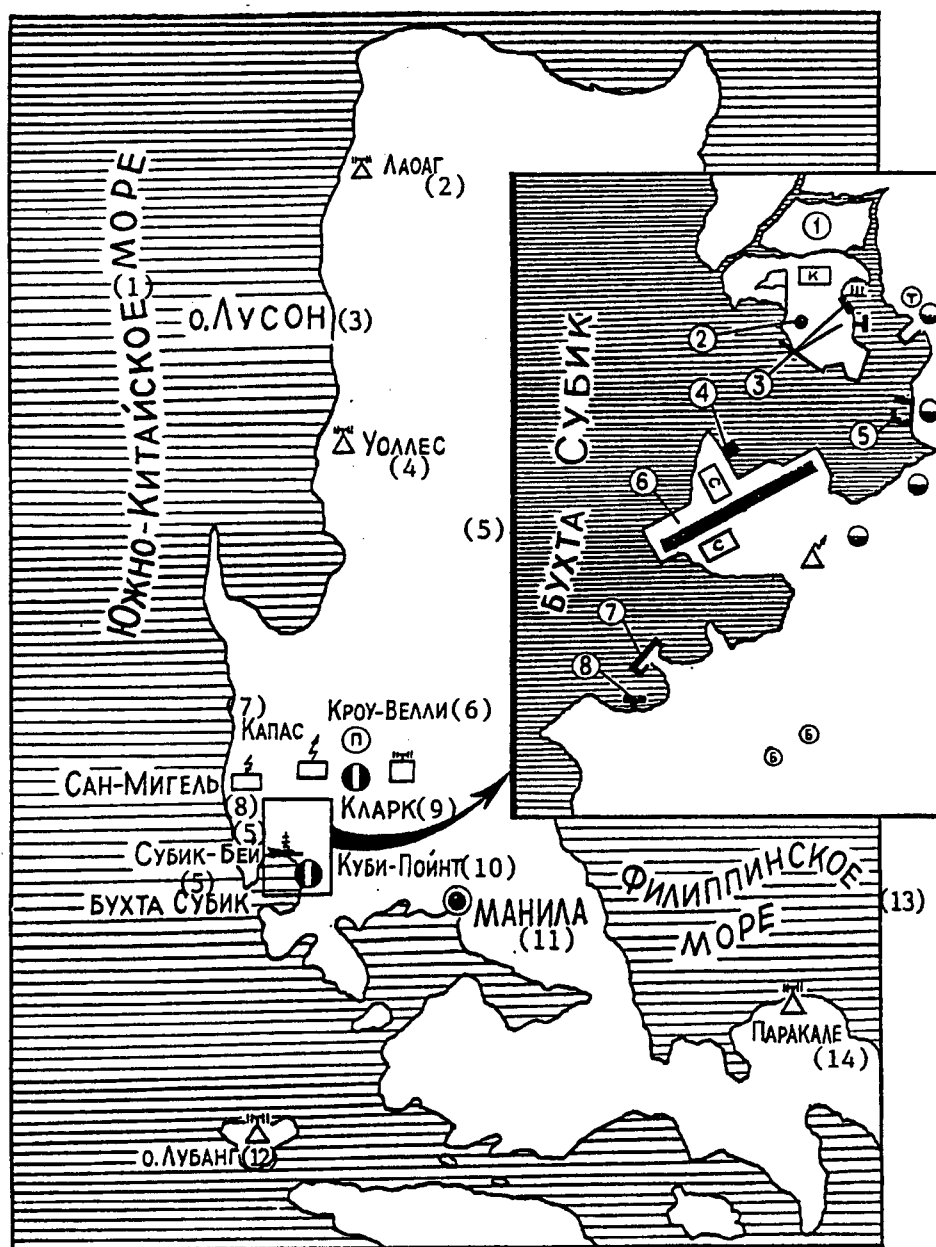 ЮЖНО-КИТАЙСКОЕ МОРЕ
(1)
ЛАОАГ
(2)
о. ЛУСОН (3)
УОЛЛЕС
(4)
(5)
(7)
КАПАС
КРОУ-ВЕЛЛИ (6)
П
САН-МИГЕЛЬ
(8)
КЛАРК (9)
(5)
СУБИК-БЕЙ
(5)
КУБИ-ПОЙНТ (10)
БУХТА СУБИК
МАНИЛА
(11)
ФИЛИППИНСКОЕ
МОРЕ
(13)
ПАРАКАЛЕ
(14)
о. ЛУБАНГ (12)
БУХТА СУБИК
1
К
Ш
Т
2
3
4
5
С
6
С
7
8
Б
Б